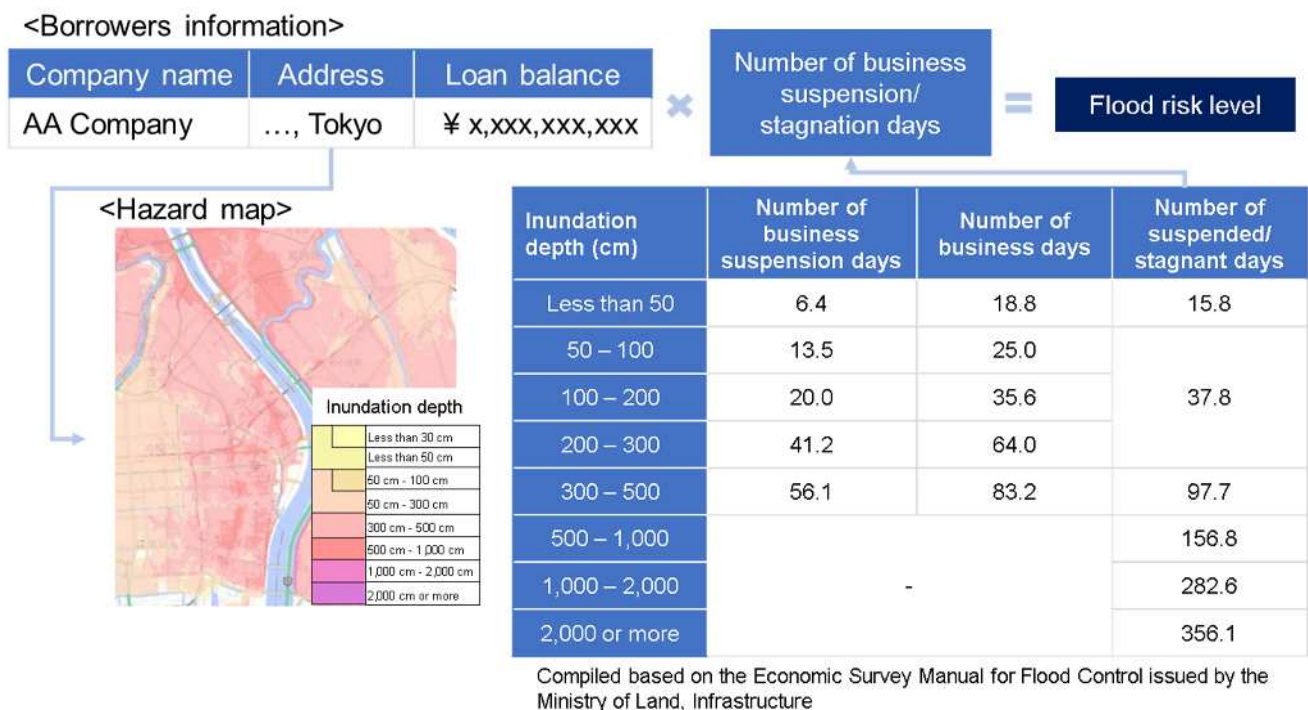 <Borrowers information>
Company name Address Loan balance
AA Company …, Tokyo ¥ x,xxx,xxx,xxx
×
Number of business
suspension/
stagnation days
=
Flood risk level
<Hazard map>
Inundation depth
Less than 30 cm
Less than 50 cm
50 cm - 100 cm
50 cm - 300 cm
300 cm - 500 cm
500 cm - 1,000 cm
1,000 cm - 2,000 cm
2,000 cm or more
Inundation
depth (cm)
Number of
business
suspension days
Number of
business days
Number of
suspended/
stagnant days
Less than 50 6.4 18.8 15.8
50 – 100 13.5 25.0
100 – 200 20.0 35.6 37.8
200 – 300 41.2 64.0
300 – 500 56.1 83.2 97.7
500 – 1,000 156.8
1,000 – 2,000 - 282.6
2,000 or more 356.1
Compiled based on the Economic Survey Manual for Flood Control issued by the
Ministry of Land, Infrastructure